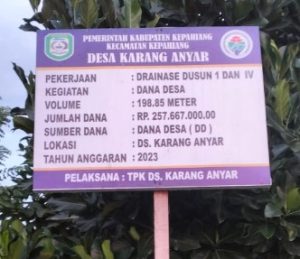 PEMERINTAH KABUPATEN KEPAHIANG
KECAMATAN KEPAHIANG
DESA KARANG ANYAR
PEKERJAAN : DRAINASE DUSUN 1 DAN IV
KEGIATAN : DANA DESA
VOLUME : 198.85 METER
JUMLAH DANA : RP. 257.667.000.00
SUMBER DANA : DANA DESA ( DD )
LOKASI : DS. KARANG ANYAR
TAHUN ANGGARAN : 2023
PELAKSANA : TPK DS. KARANG ANYAR